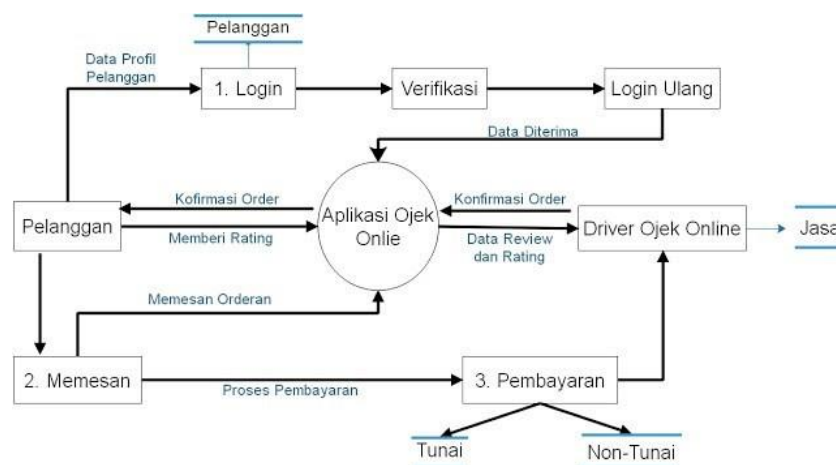 Pelanggan
Data Profil
Pelanggan
1. Login
Verifikasi
Login Ulang
Data Diterima
Kofirmasi Order
Konfirmasi Order
Pelanggan
Aplikasi Ojek
Onlie
Driver Ojek Online
Jasa
Memberi Rating
Data Review
dan Rating
Memesan Orderan
2. Memesan
Proses Pembayaran
3. Pembayaran
Tunai
Non-Tunai